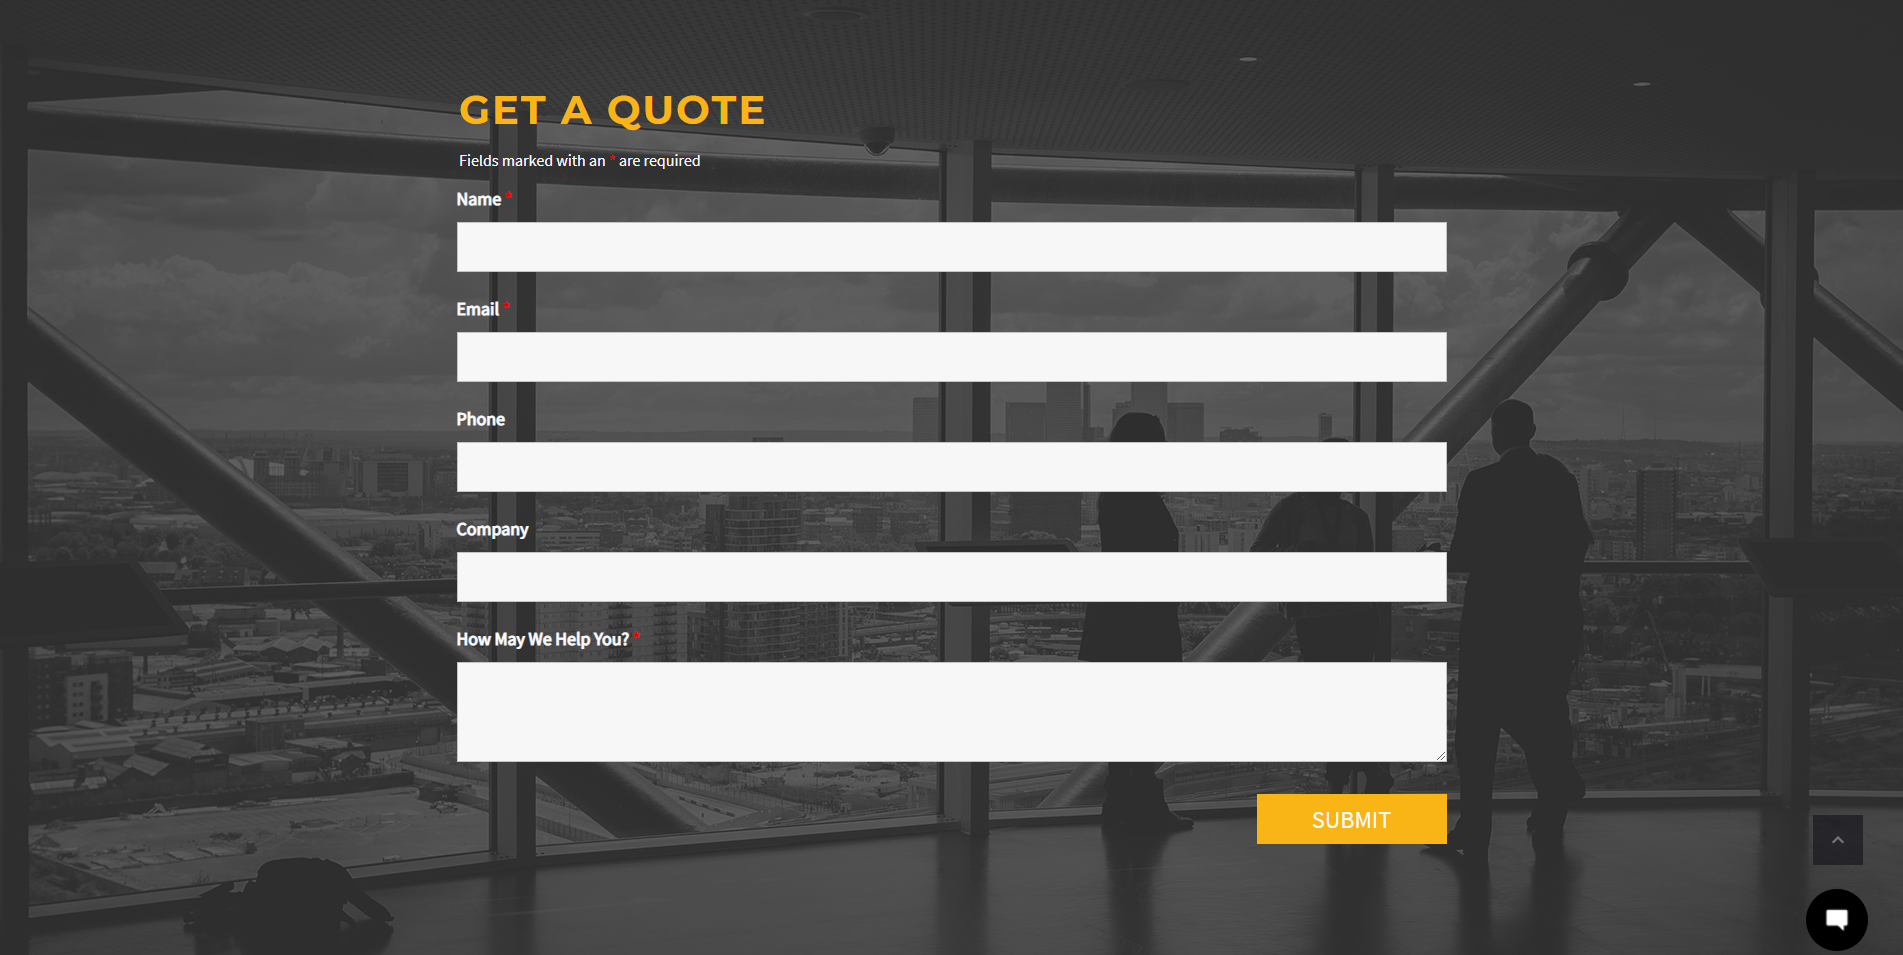 GET A QUOTE
Fields marked with an * are required
Name *
Email *
Phone
Company
How May We Help You? *
SUBMIT